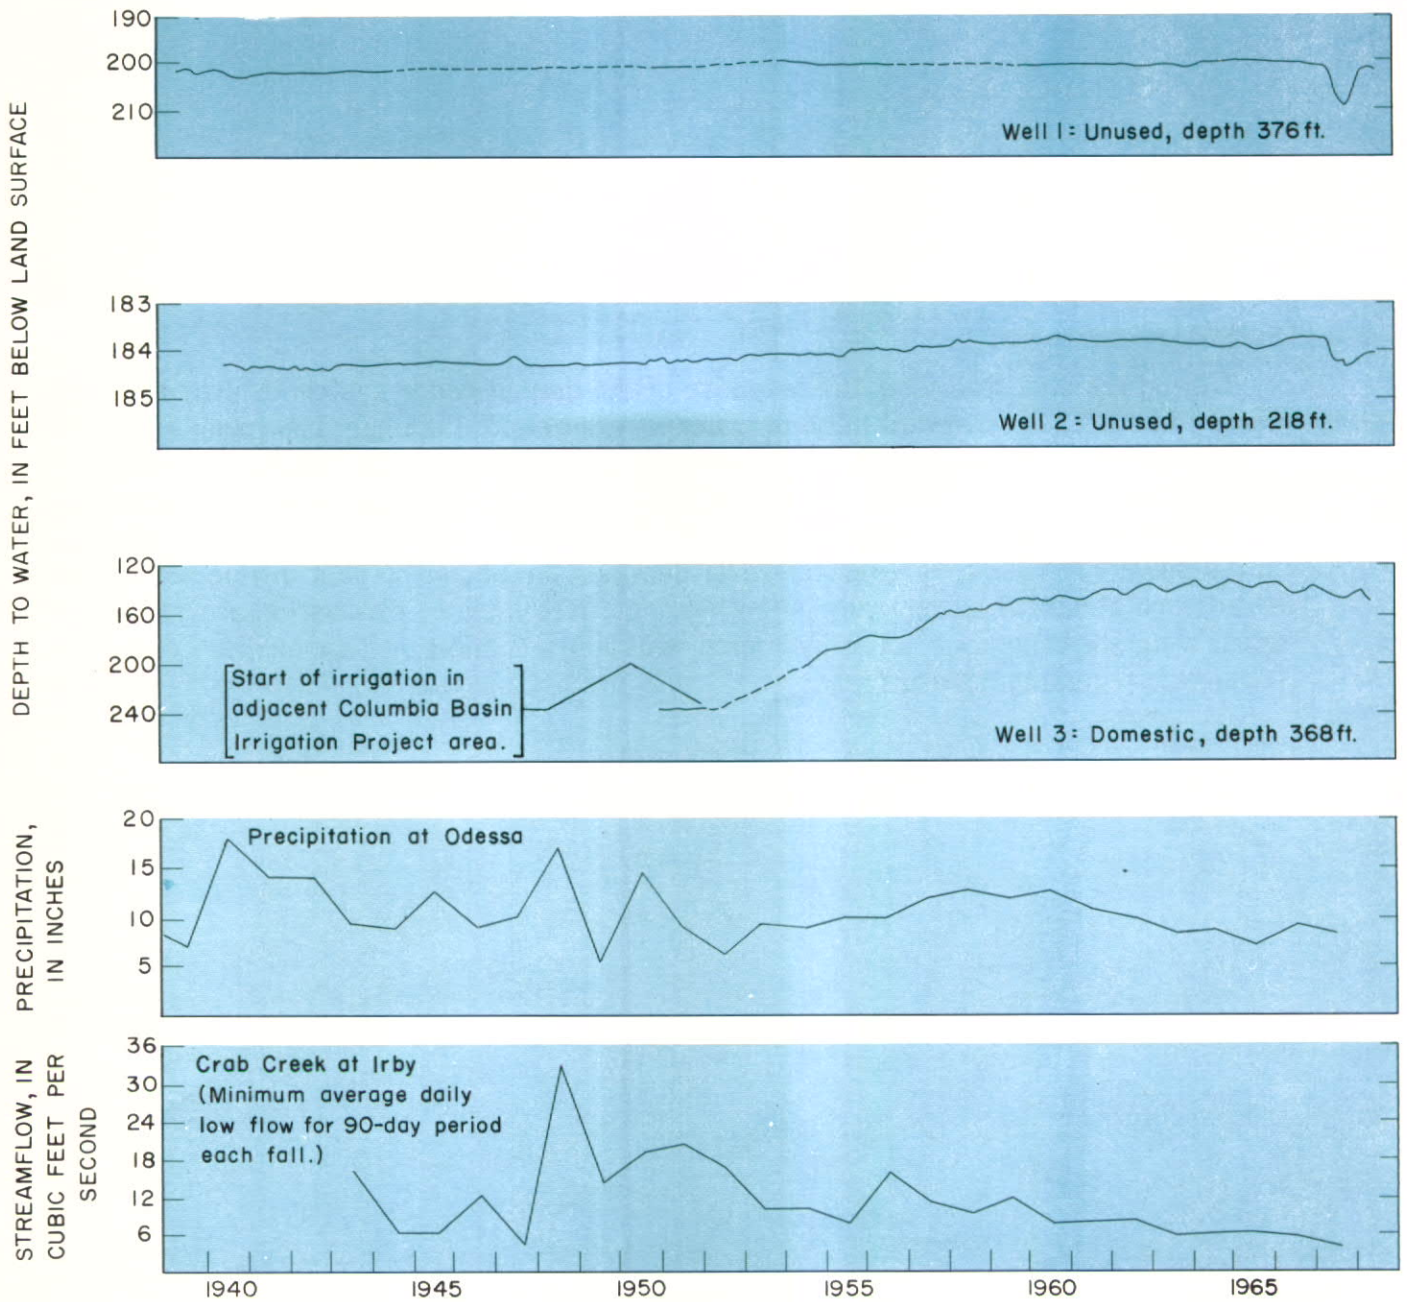 DEPTH TO WATER, IN FEET BELOW LAND SURFACE
190
200
210
Well 1: Unused, depth 376 ft.
183
184
185
Well 2: Unused, depth 218 ft.
120
160
200
240
Start of irrigation in
adjacent Columbia Basin
Irrigation Project area.
Well 3: Domestic, depth 368 ft.
PRECIPITATION,
IN INCHES
20
15
10
5
Precipitation at Odessa
STREAMFLOW, IN
CUBIC FEET PER
SECOND
36
30
24
18
12
6
Crab Creek at Irby
(Minimum average daily
low flow for 90-day period
each fall.)
1940 1945 1950 1955 1960 1965